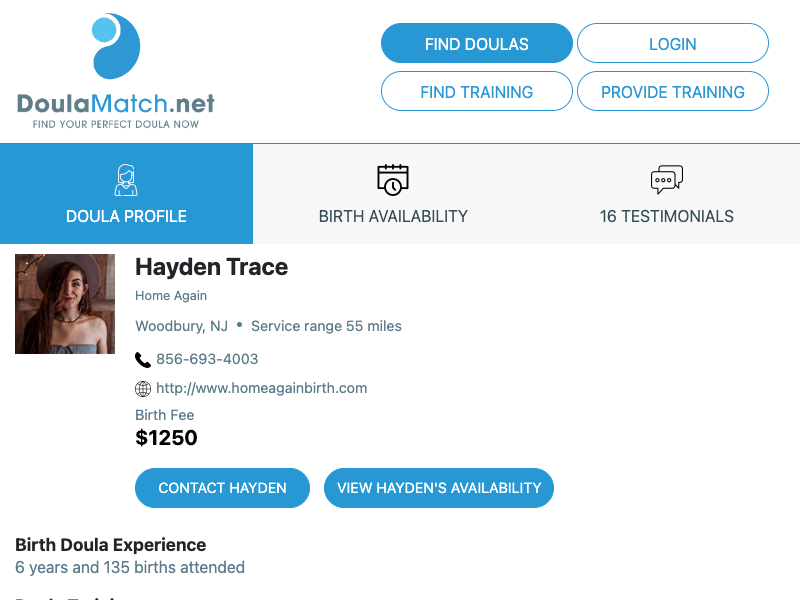 DoulaMatch.net
FIND YOUR PERFECT DOULA NOW
FIND DOULAS
LOGIN
FIND TRAINING
PROVIDE TRAINING
DOULA PROFILE
BIRTH AVAILABILITY
16 TESTIMONIALS
Hayden Trace
Home Again
Woodbury, NJ • Service range 55 miles
856-693-4003
http://www.homeagainbirth.com
Birth Fee
$1250
CONTACT HAYDEN
VIEW HAYDEN'S AVAILABILITY
Birth Doula Experience
6 years and 135 births attended